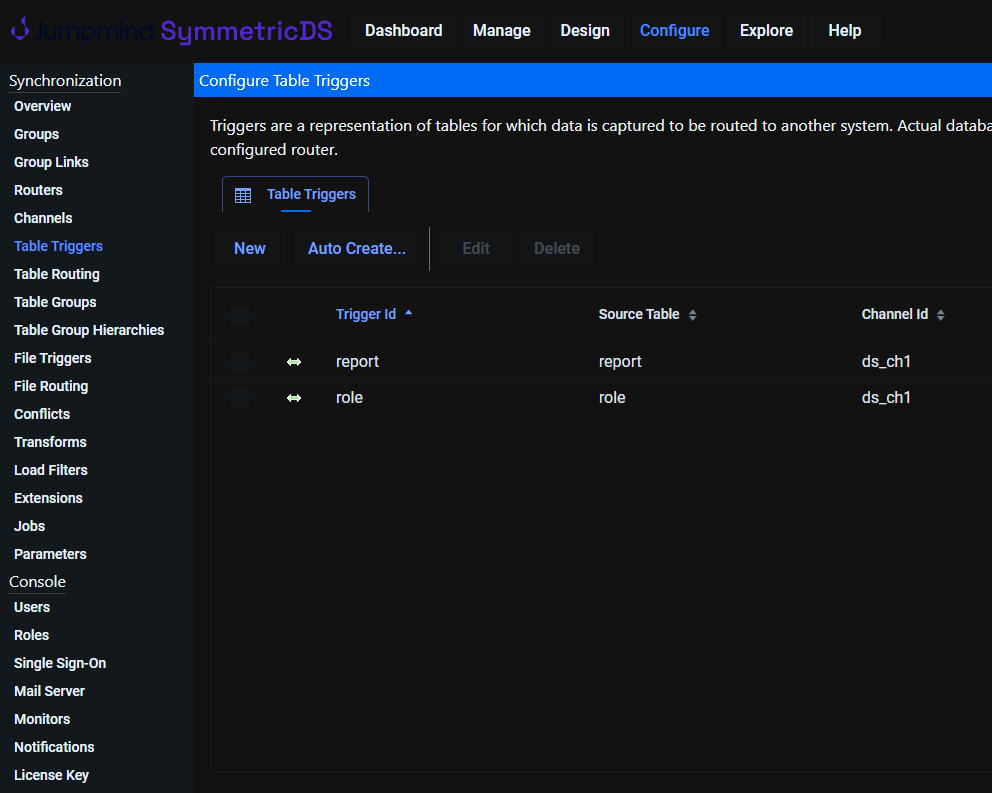 Jumpmind SymmetricDS
Dashboard Manage Design Configure Explore Help
Synchronization
Overview
Groups
Group Links
Routers
Channels
Table Triggers
Table Routing
Table Groups
Table Group Hierarchies
File Triggers
File Routing
Conflicts
Transforms
Load Filters
Extensions
Jobs
Parameters
Console
Users
Roles
Single Sign-On
Mail Server
Monitors
Notifications
License Key
Configure Table Triggers
Triggers are a representation of tables for which data is captured to be routed to another system. Actual databa
configured router.
Table Triggers
New Auto Create... Edit Delete
Trigger Id Source Table Channel Id
report report ds_ch1
role role ds_ch1